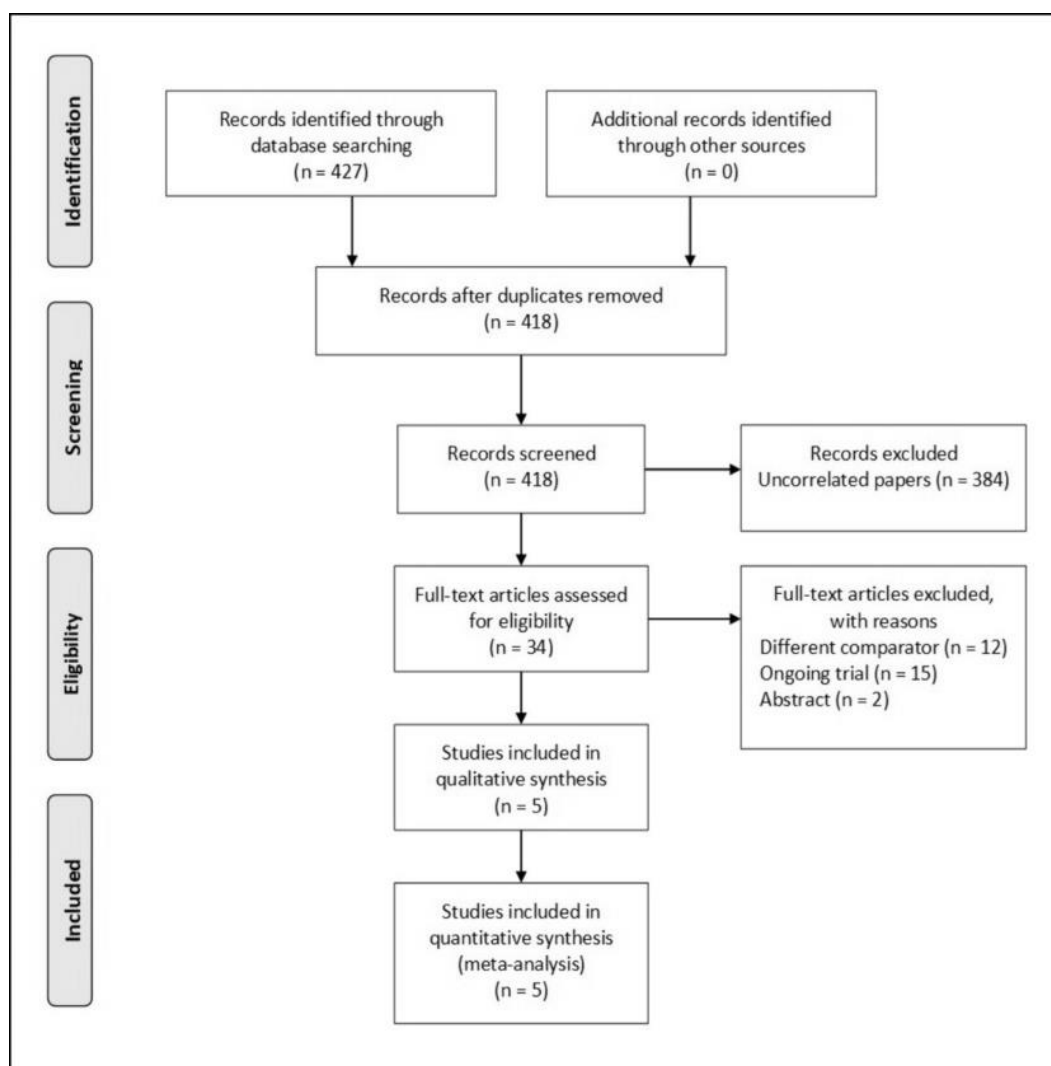 Identification
Records identified through
database searching
(n = 427)
Additional records identified
through other sources
(n = 0)
Records after duplicates removed
(n = 418)
Screening
Records screened
(n = 418)
Records excluded
Uncorrelated papers (n = 384)
Eligibility
Full-text articles assessed
for eligibility
(n = 34)
Full-text articles excluded,
with reasons
Different comparator (n = 12)
Ongoing trial (n = 15)
Abstract (n = 2)
Studies included in
qualitative synthesis
(n = 5)
Included
Studies included in
quantitative synthesis
(meta-analysis)
(n = 5)